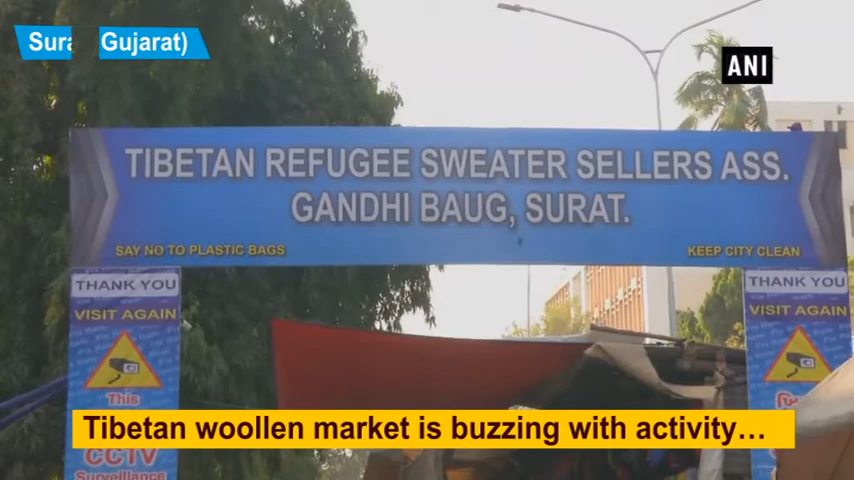 Gujarat)
ANI
TIBETAN REFUGEE SWEATER SELLERS ASS.
GANDHI BAUG, SURAT.
SAY NO TO PLASTIC BAGS
KEEP CITY CLEAN
THANK YOU
VISIT AGAIN
This
CCTV
Surveillance
THANK YOU
VISIT AGAIN
Tibetan woollen market is buzzing with activity...